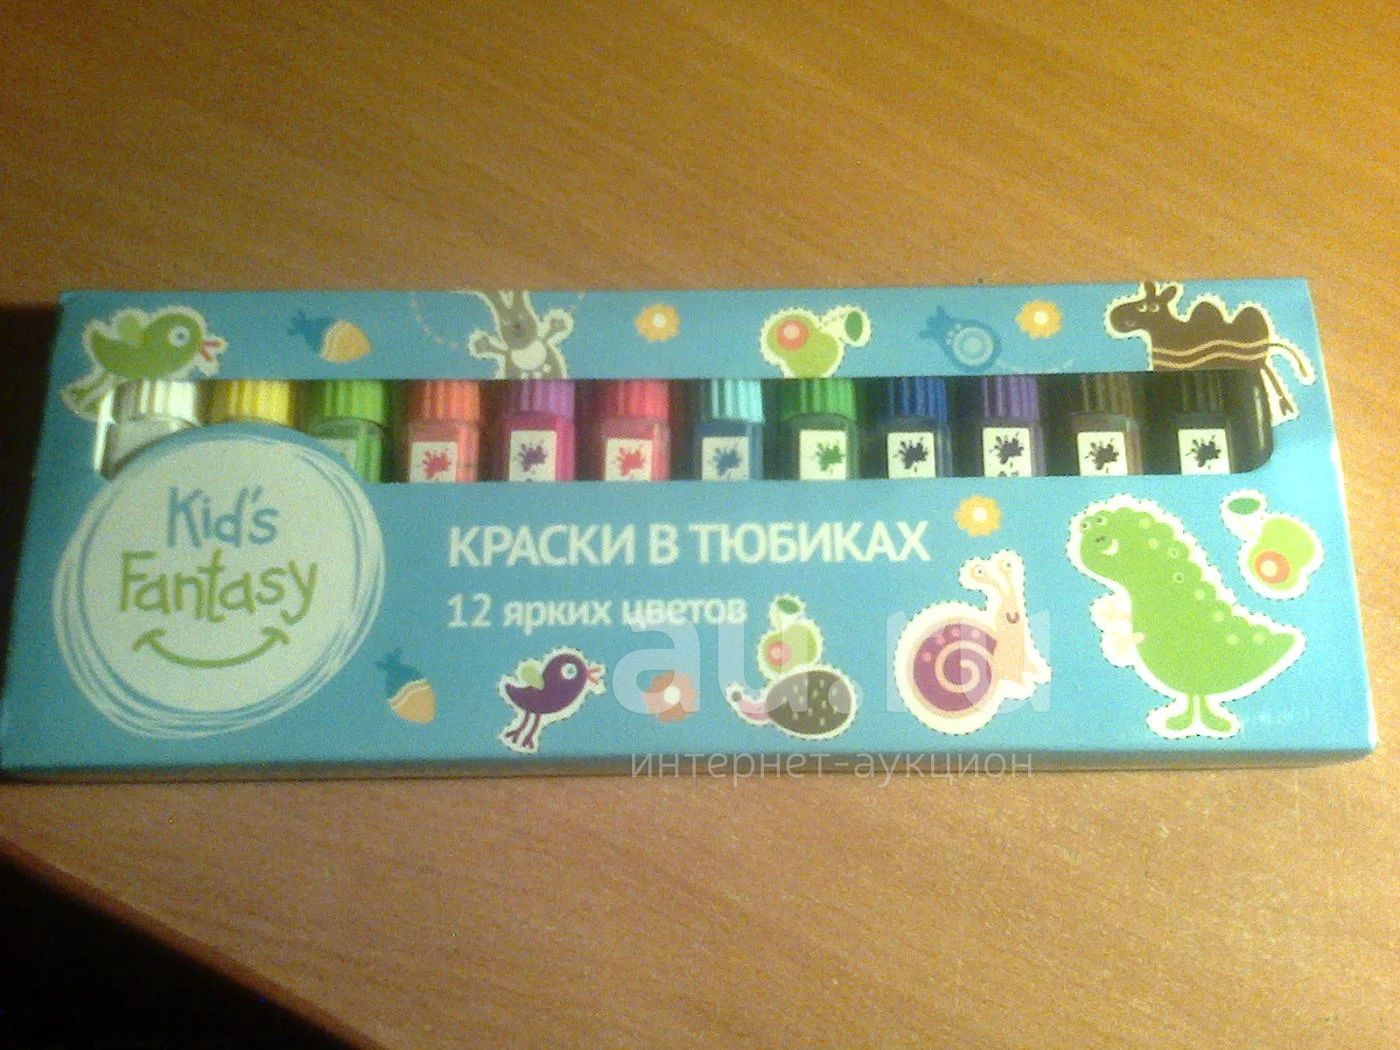 Kid's
Fantasy
КРАСКИ В ТЮБИКАХ
12 ярких цветов
au.ru
интернет-аукцион